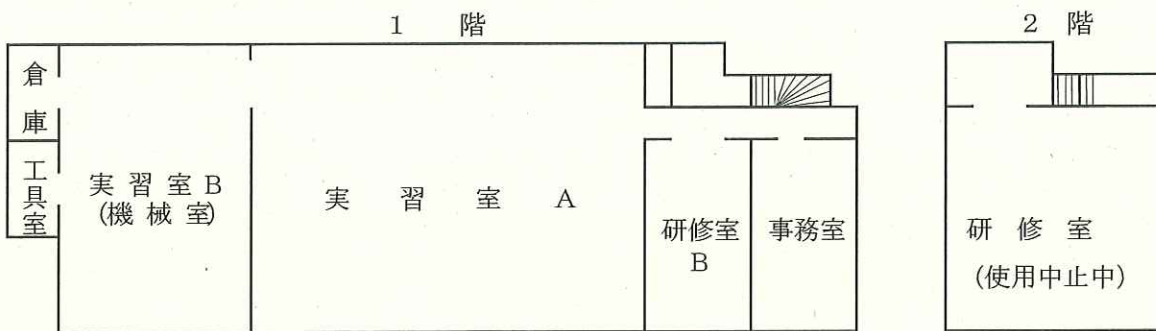 1 階
2 階
倉庫
工具室
実習室B
(機械室)
実習室A
研修室
B
事務室
研修室
(使用中止中)